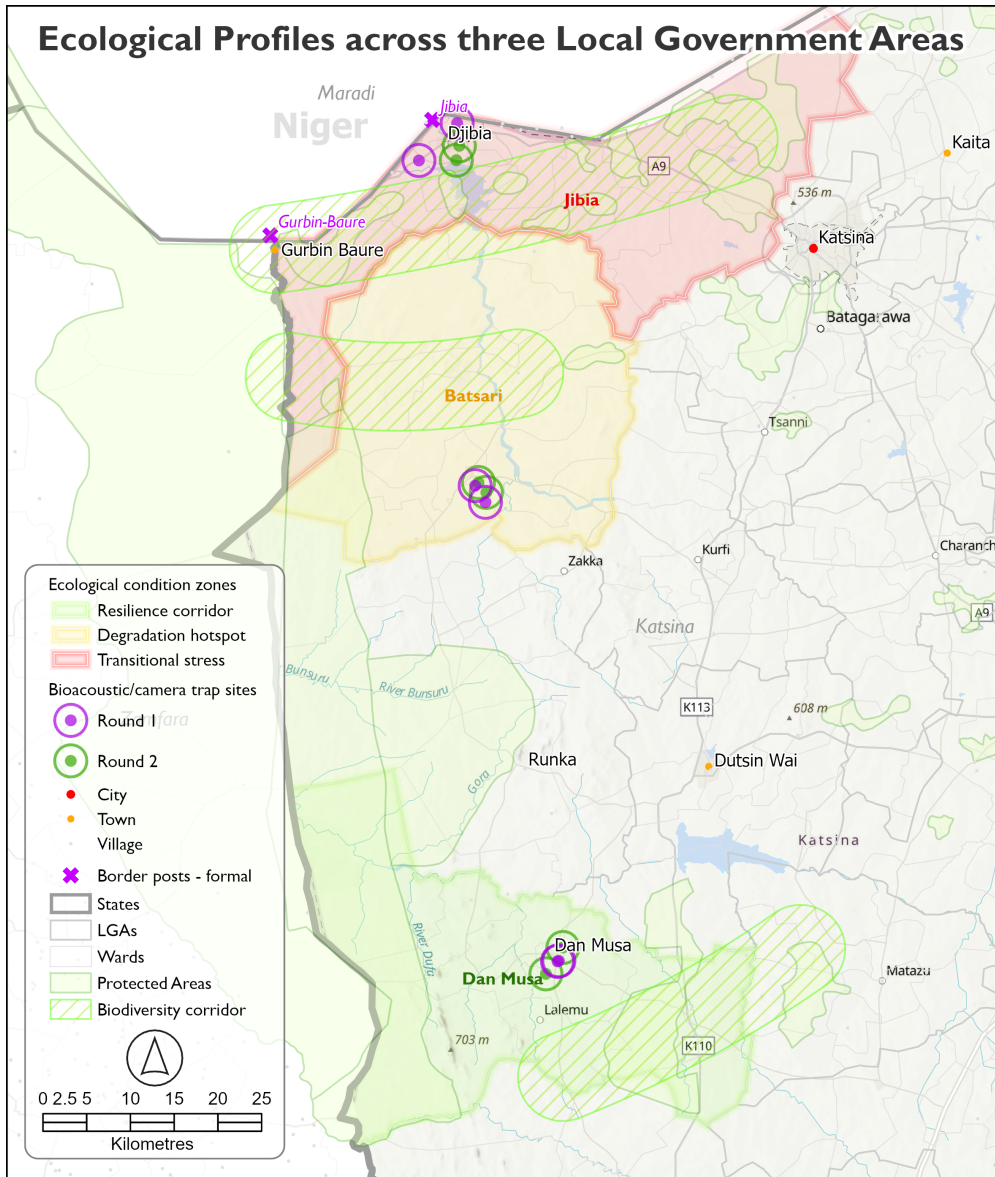 Ecological Profiles across three Local Government Areas
Maradi
Niger
Jibia
Djibia
Kaita
A9
Jibia
536 m
Gurbin-Baure
Katsina
Gurbin Baure
Batagarawa
Batsari
Tsanni
Kurfi
Charanch
Zakka
A9
Katsina
Bunsuru
River Bunsuru
K113
608 m
Runka
Dutsin Wai
Gora
Katsina
River Dufa
Dan Musa
Matazu
Dan Musa
Lalemu
703 m
K110
Ecological condition zones
Resilience corridor
Degradation hotspot
Transitional stress
Bioacoustic/camera trap sites
Zamfara
Round 1
Round 2
City
Town
Village
Border posts - formal
States
LGAs
Wards
Protected Areas
Biodiversity corridor
0 2.5 5 10 15 20 25
Kilometres